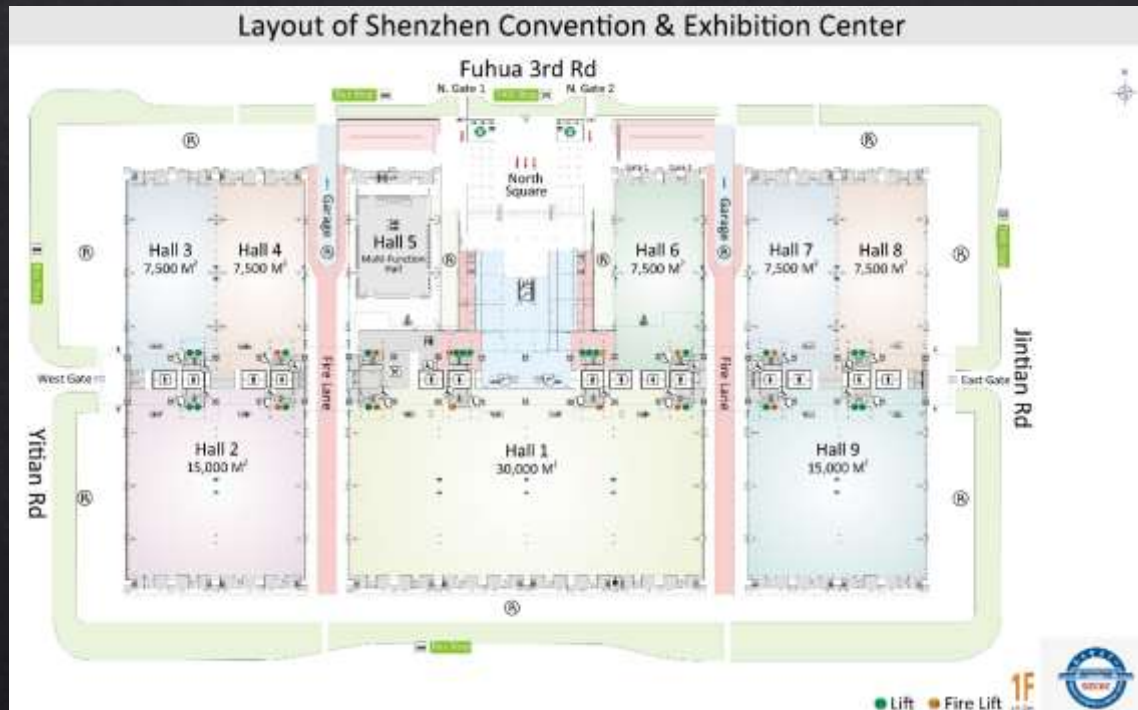 Layout of Shenzhen Convention & Exhibition Center
Fuhua 3rd Rd
N. Gate 1
N. Gate 2
North
Square
Garage
Garage
Hall 3
7,500 M²
Hall 4
7,500 M²
Hall 5
Multi-Function
Hall
Hall 6
7,500 M²
Hall 7
7,500 M²
Hall 8
7,500 M²
Fire Lane
Fire Lane
West Gate
East Gate
Yitian Rd
Jintian Rd
Hall 2
15,000 M²
Hall 1
30,000 M²
Hall 9
15,000 M²
Lift
Fire Lift
1F